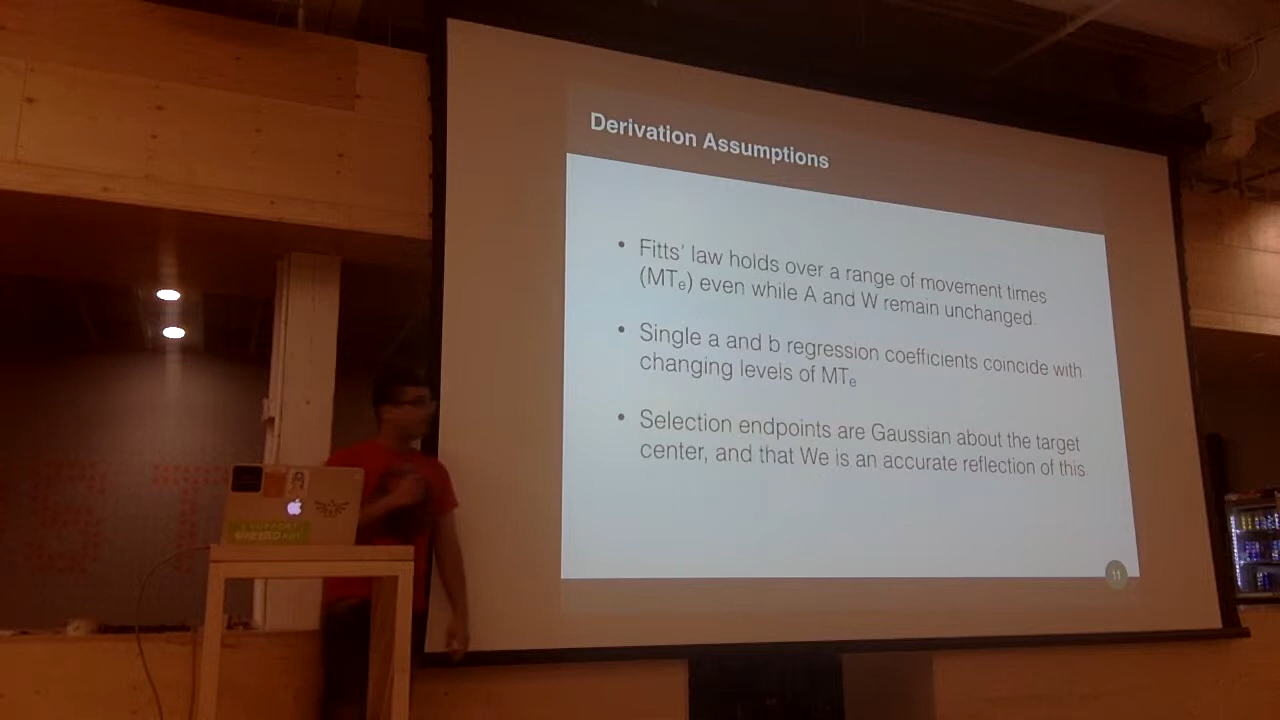 Derivation Assumptions
• Fitts' law holds over a range of movement times
(MTe) even while A and W remain unchanged.
• Single a and b regression coefficients coincide with
changing levels of MTe
• Selection endpoints are Gaussian about the target
center, and that We is an accurate reflection of this
11